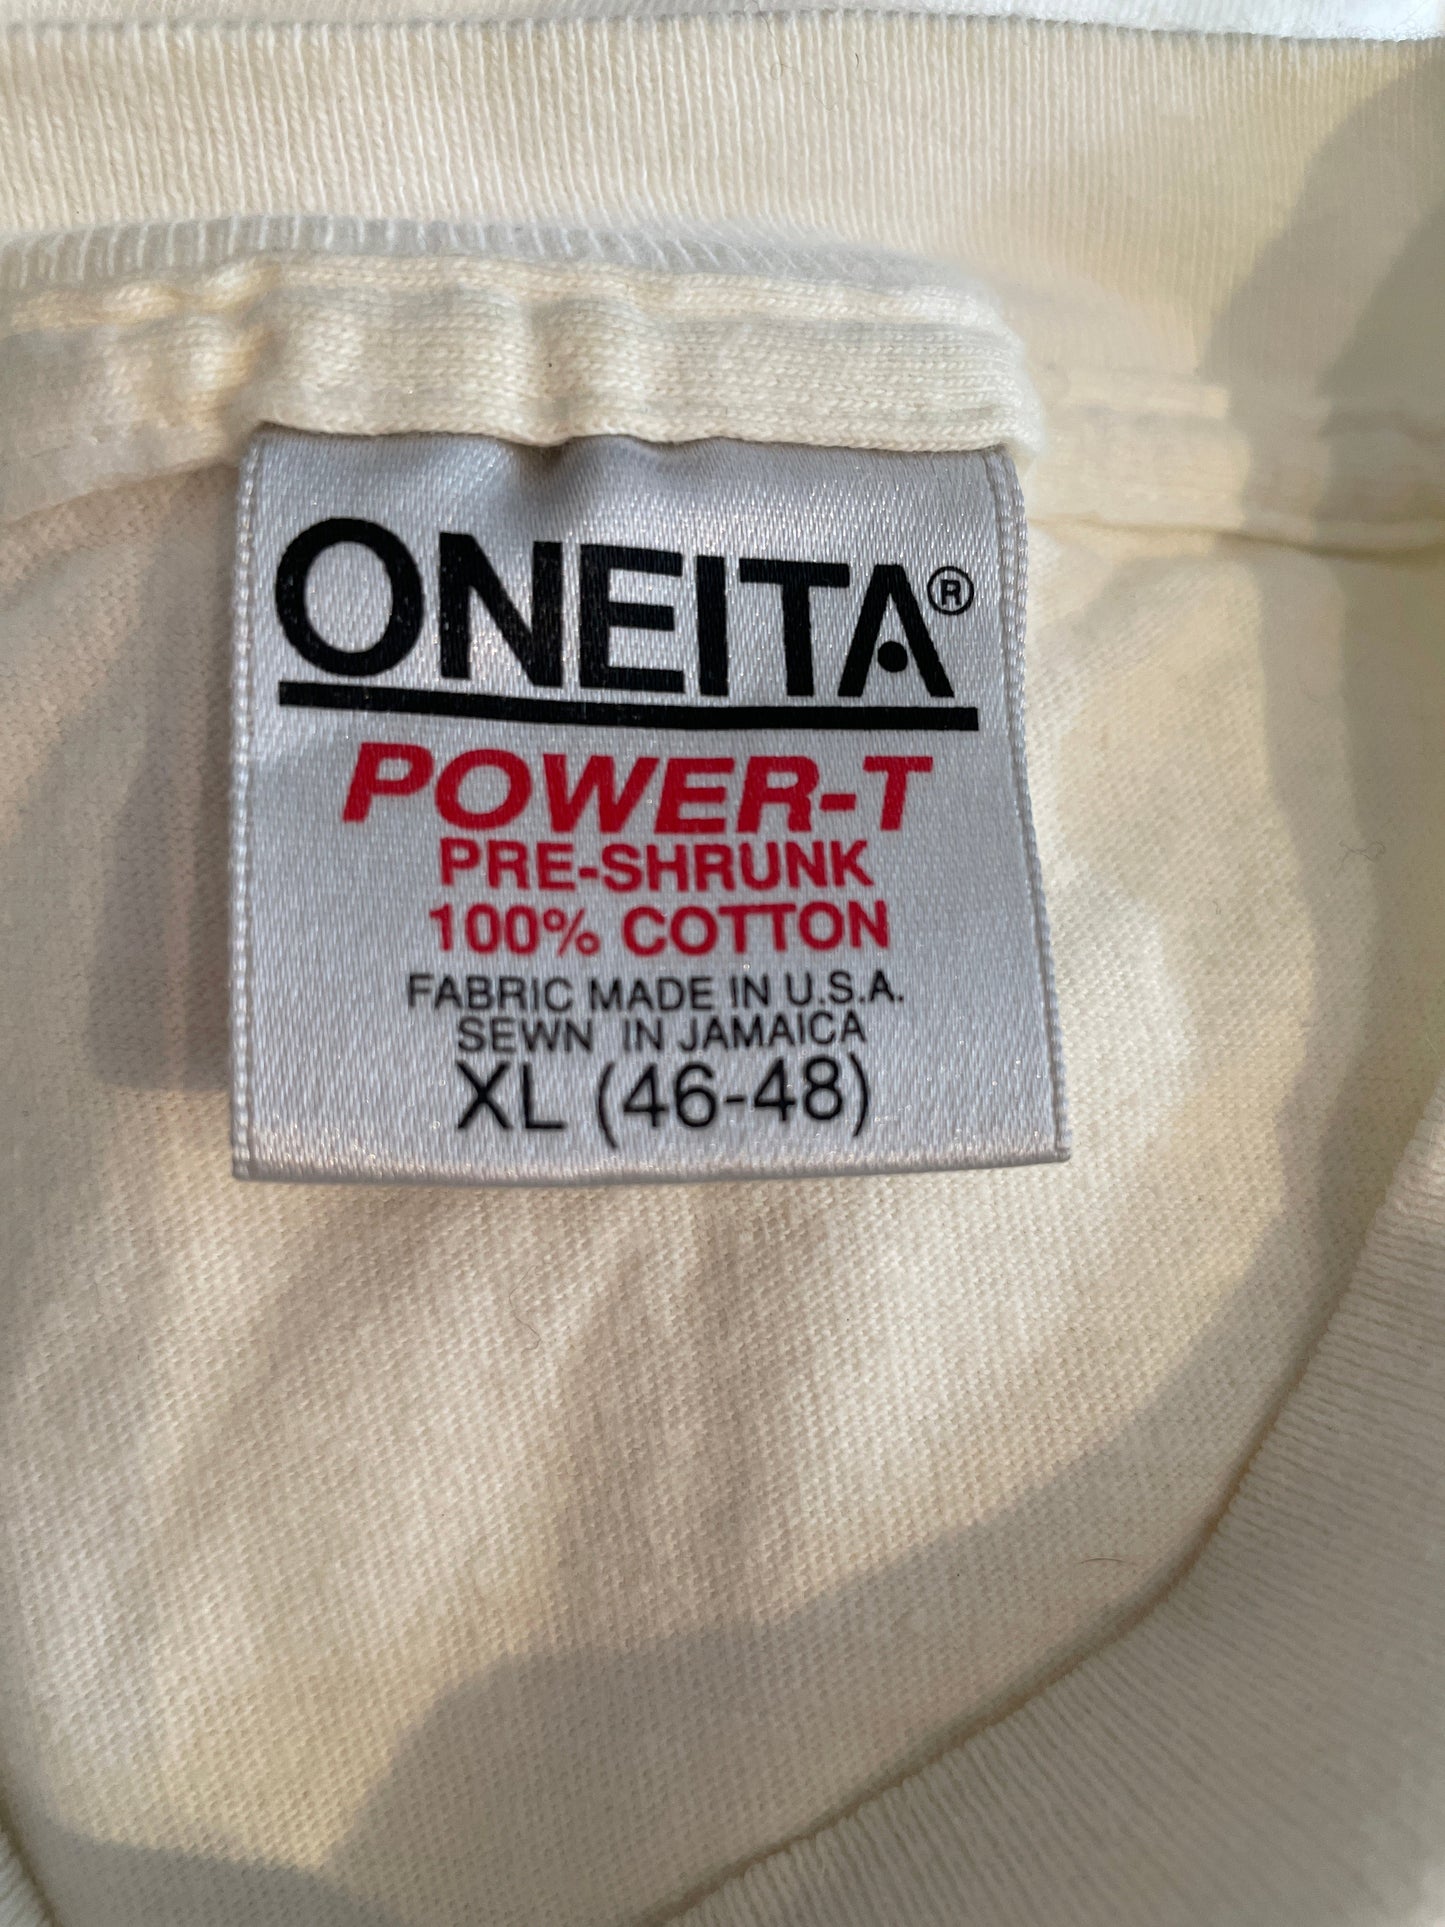 ONEITA®
POWER-T
PRE-SHRUNK
100% COTTON
FABRIC MADE IN U.S.A.
SEWN IN JAMAICA
XL (46-48)